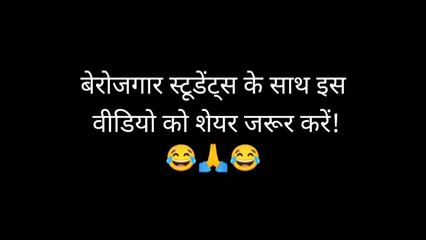 बेरोजगार स्टूडेंट्स के साथ इस
वीडियो को शेयर जरूर करें!
😂🙏😂